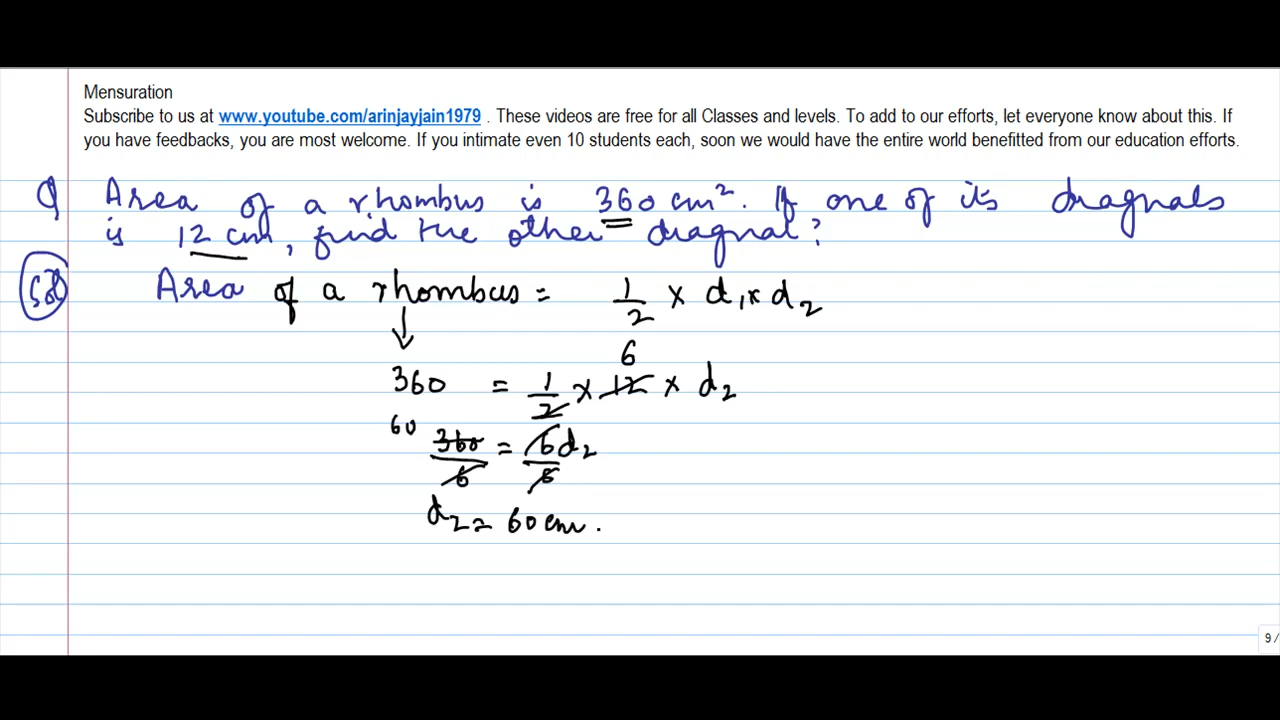 Mensuration
Subscribe to us at www.youtube.com/arinjayjain1979 . These videos are free for all Classes and levels. To add to our efforts, let everyone know about this. If
you have feedbacks, you are most welcome. If you intimate even 10 students each, soon we would have the entire world benefitted from our education efforts.
Q Area of a rhombus is 360 cm². If one of its diagnals
is 12 cm, find the other diagnal?
Sol Area of a rhombus = 1/2 × d₁ × d₂
↓
6
360 = 1/2 × 12 × d₂
60
360/6 = 6d₂/6
d₂ = 60 cm.
9 /